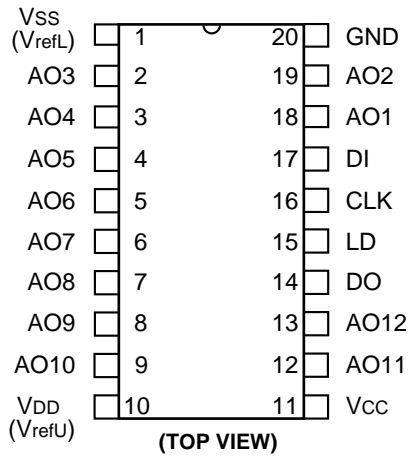 VSS
(VrefL) 1 20 GND
AO3 2 19 AO2
AO4 3 18 AO1
AO5 4 17 DI
AO6 5 16 CLK
AO7 6 15 LD
AO8 7 14 DO
AO9 8 13 AO12
AO10 9 12 AO11
VDD 10 11 VCC
(VrefU)
(TOP VIEW)